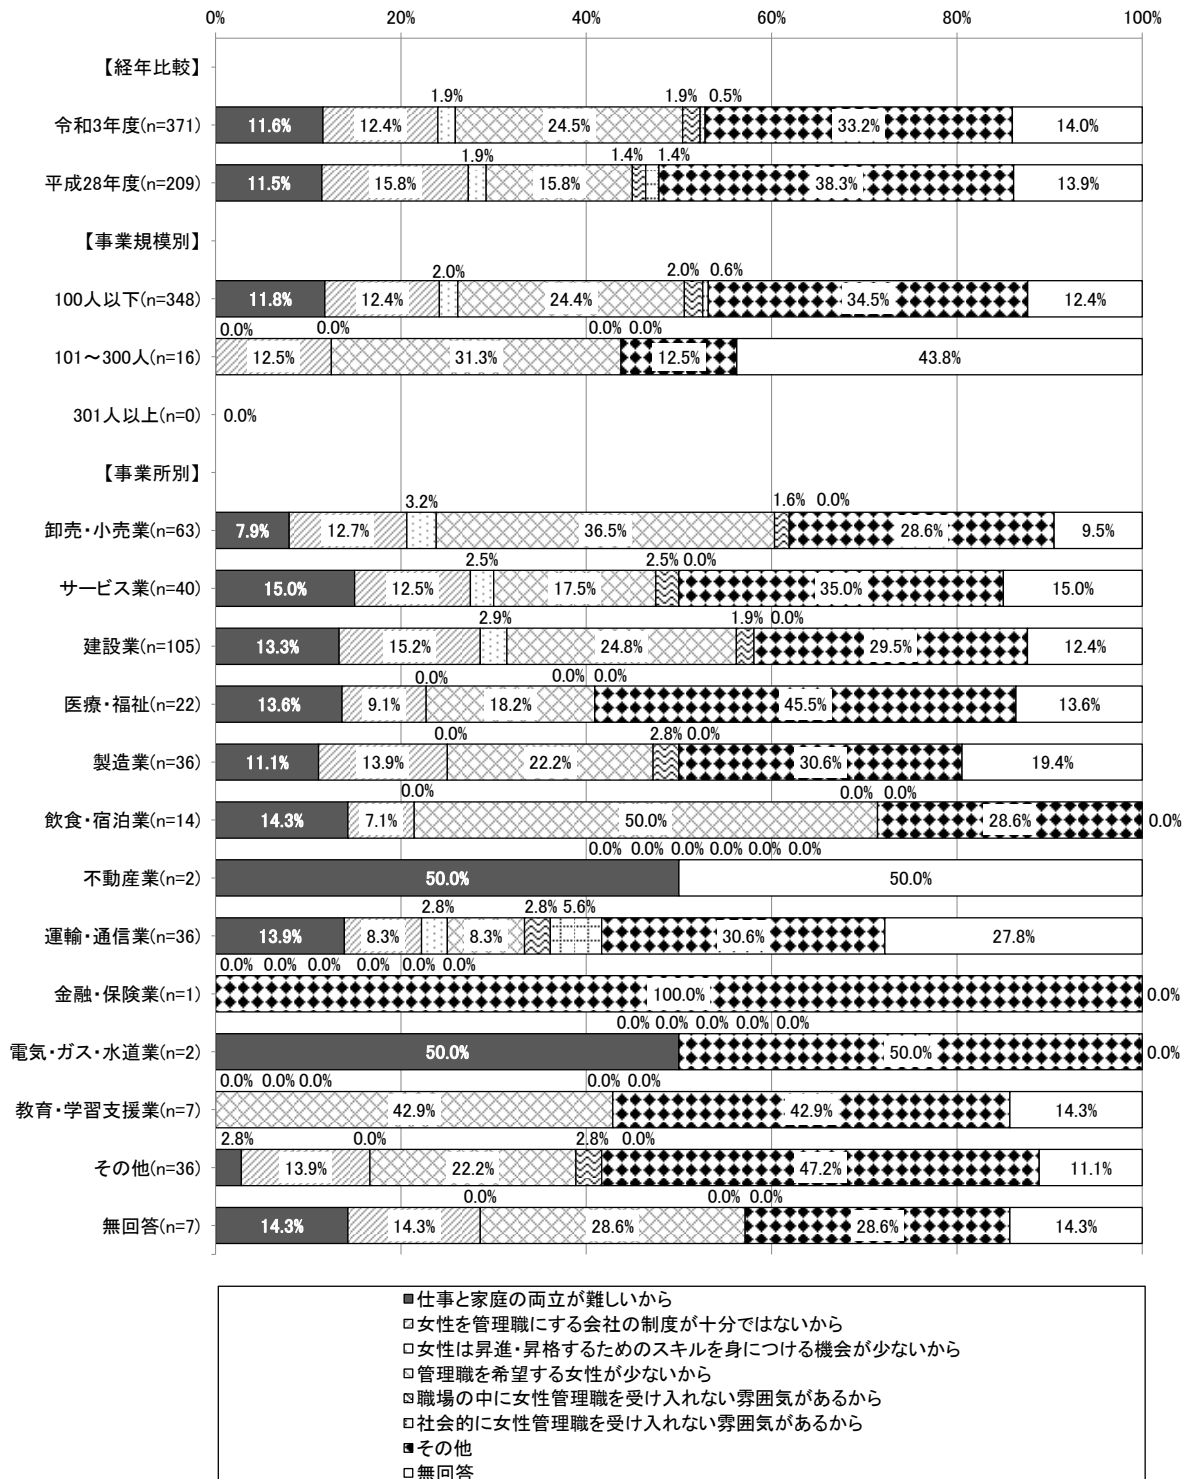 0% 20% 40% 60% 80% 100%
【経年比較】
1.9% 1.9% 0.5%
令和3年度(n=371) 11.6% 12.4% 24.5% 33.2% 14.0%
1.9% 1.4% 1.4%
平成28年度(n=209) 11.5% 15.8% 15.8% 38.3% 13.9%
【事業規模別】
2.0% 2.0% 0.6%
100人以下(n=348) 11.8% 12.4% 24.4% 34.5% 12.4%
0.0% 0.0% 0.0% 0.0%
101～300人(n=16) 12.5% 31.3% 12.5% 43.8%
301人以上(n=0) 0.0%
【事業所別】
3.2% 1.6% 0.0%
卸売・小売業(n=63) 7.9% 12.7% 36.5% 28.6% 9.5%
2.5% 2.5% 0.0%
サービス業(n=40) 15.0% 12.5% 17.5% 35.0% 15.0%
2.9% 1.9% 0.0%
建設業(n=105) 13.3% 15.2% 24.8% 29.5% 12.4%
0.0% 0.0% 0.0%
医療・福祉(n=22) 13.6% 9.1% 18.2% 45.5% 13.6%
0.0% 2.8% 0.0%
製造業(n=36) 11.1% 13.9% 22.2% 30.6% 19.4%
0.0% 0.0% 0.0%
飲食・宿泊業(n=14) 14.3% 7.1% 50.0% 28.6% 0.0%
0.0% 0.0% 0.0% 0.0% 0.0% 0.0%
不動産業(n=2) 50.0% 50.0%
2.8% 2.8% 5.6%
運輸・通信業(n=36) 13.9% 8.3% 8.3% 30.6% 27.8%
0.0% 0.0% 0.0% 0.0% 0.0% 0.0%
金融・保険業(n=1) 100.0% 0.0%
0.0% 0.0% 0.0% 0.0% 0.0%
電気・ガス・水道業(n=2) 50.0% 50.0% 0.0%
0.0% 0.0% 0.0% 0.0% 0.0%
教育・学習支援業(n=7) 42.9% 42.9% 14.3%
2.8% 0.0% 2.8% 0.0%
その他(n=36) 13.9% 22.2% 47.2% 11.1%
0.0% 0.0% 0.0%
無回答(n=7) 14.3% 14.3% 28.6% 28.6% 14.3%
仕事と家庭の両立が難しいから
女性を管理職にする会社の制度が十分ではないから
女性は昇進・昇格するためのスキルを身につける機会が少ないから
管理職を希望する女性が少ないから
職場の中に女性管理職を受け入れない雰囲気があるから
社会的に女性管理職を受け入れない雰囲気があるから
その他
無回答